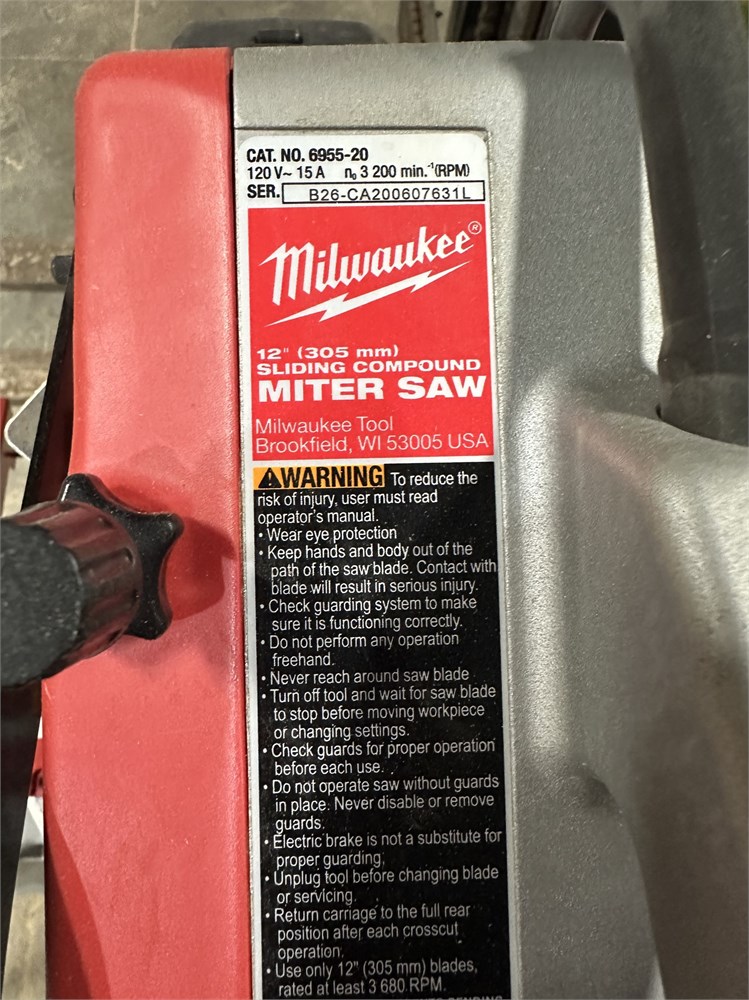 CAT. NO. 6955-20
120 V~ 15 A n₀ 3 200 min.⁻¹(RPM)
SER. B26-CA200607631L
Milwaukee®
12" (305 mm)
SLIDING COMPOUND
MITER SAW
Milwaukee Tool
Brookfield, WI 53005 USA
⚠WARNING To reduce the
risk of injury, user must read
operator's manual.
• Wear eye protection
• Keep hands and body out of the
path of the saw blade. Contact with
blade will result in serious injury.
• Check guarding system to make
sure it is functioning correctly.
• Do not perform any operation
freehand.
• Never reach around saw blade
• Turn off tool and wait for saw blade
to stop before moving workpiece
or changing settings.
• Check guards for proper operation
before each use.
• Do not operate saw without guards
in place. Never disable or remove
guards.
• Electric brake is not a substitute for
proper guarding;
• Unplug tool before changing blade
or servicing.
• Return carriage to the full rear
position after each crosscut
operation.
• Use only 12" (305 mm) blades,
rated at least 3 680 RPM.